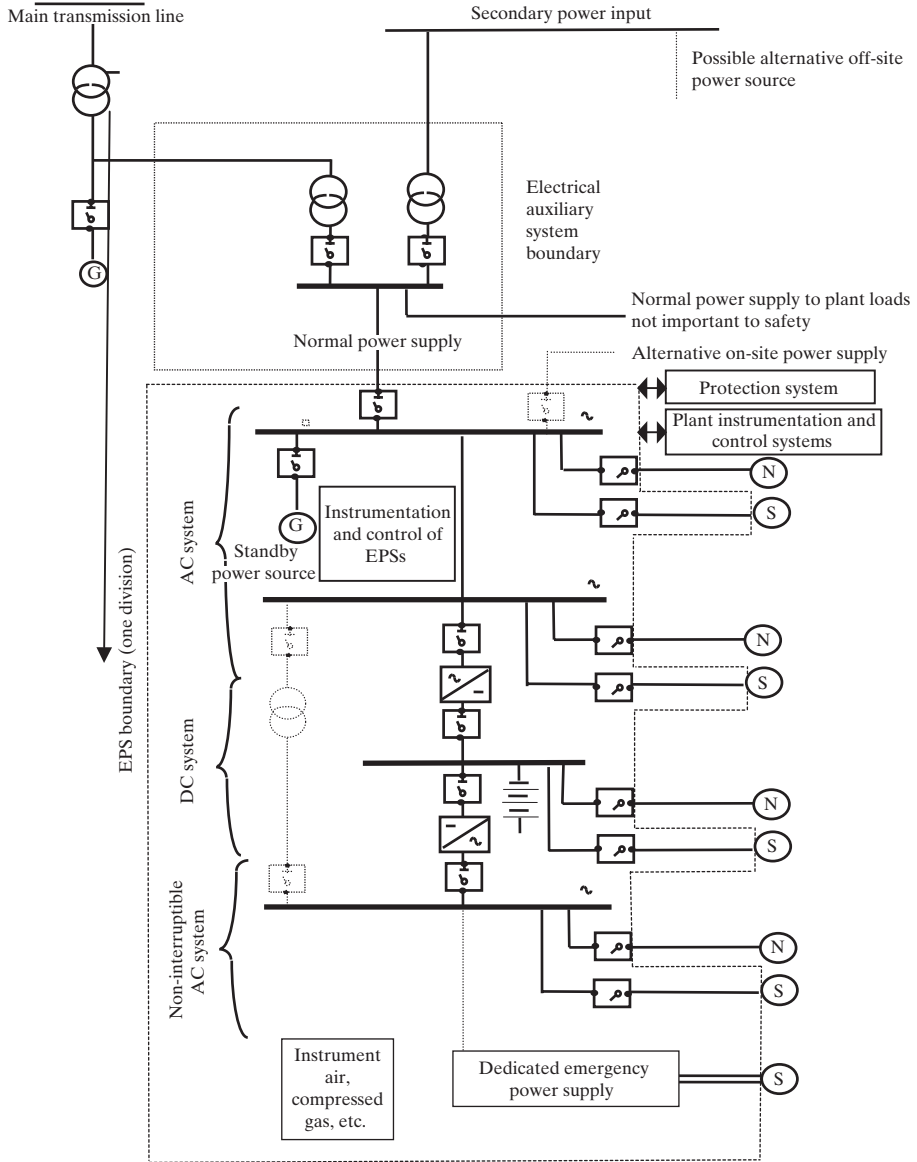 Main transmission line
Secondary power input
Possible alternative off-site
power source
Electrical
auxiliary
system
boundary
G
Normal power supply to plant loads
not important to safety
Normal power supply
Alternative on-site power supply
Protection system
Plant instrumentation and
control systems
N
S
G
Standby
power source
Instrumentation
and control of
EPSs
AC system
EPS boundary (one division)
N
S
DC system
N
S
Non-interruptible
AC system
N
S
Instrument
air,
compressed
gas, etc.
Dedicated emergency
power supply
S